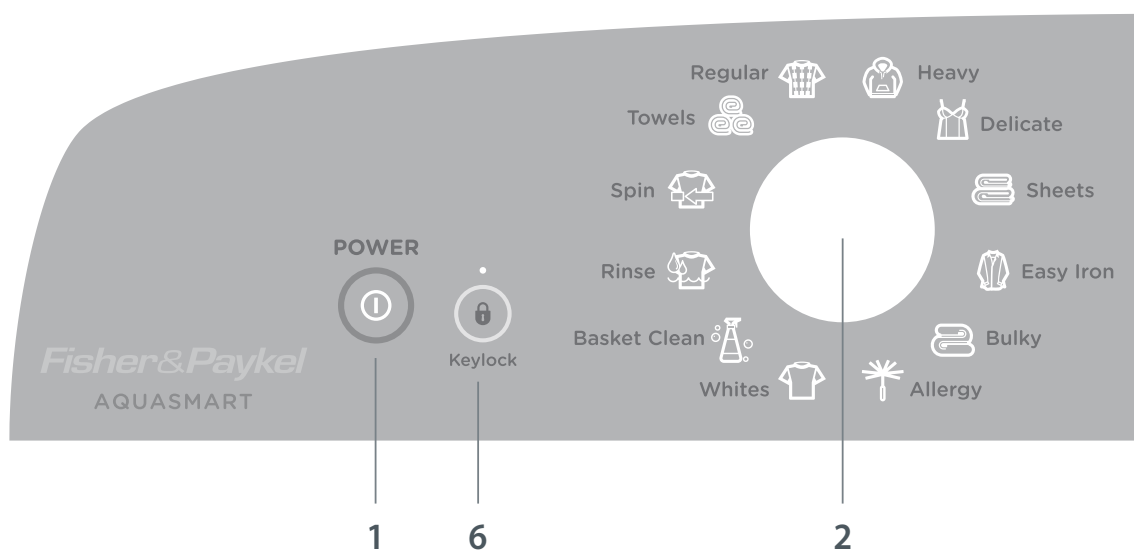 Regular
Heavy
Towels
Delicate
Spin
Sheets
POWER
Rinse
Easy Iron
Basket Clean
Bulky
Fisher&Paykel
Keylock
AQUASMART
Whites
Allergy
1
6
2